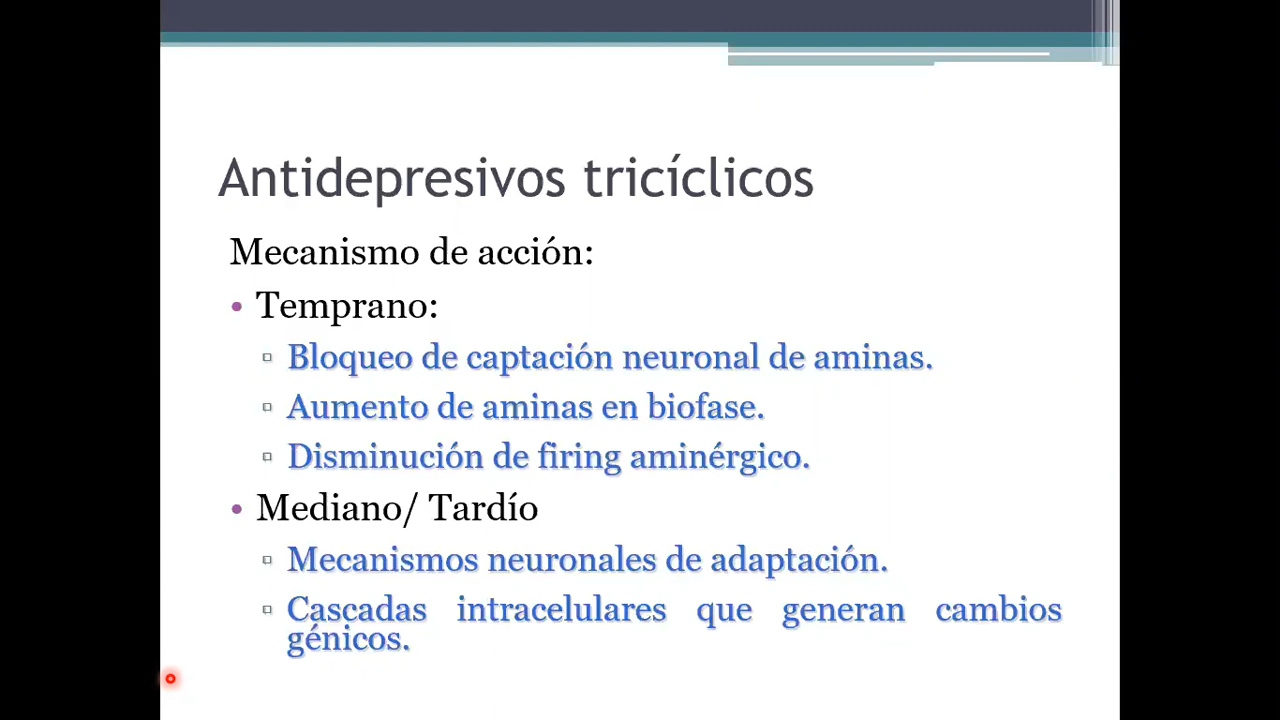 Antidepresivos tricíclicos
Mecanismo de acción:
• Temprano:
▫ Bloqueo de captación neuronal de aminas.
▫ Aumento de aminas en biofase.
▫ Disminución de firing aminérgico.
• Mediano/ Tardío
▫ Mecanismos neuronales de adaptación.
▫ Cascadas intracelulares que generan cambios
génicos.